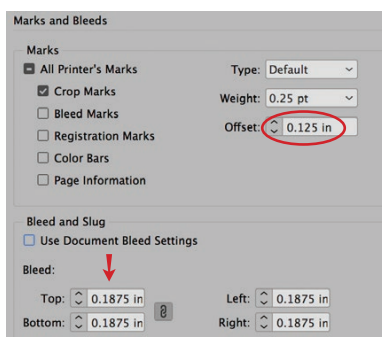 Marks and Bleeds
Marks
All Printer's Marks
Type: Default
Crop Marks
Weight: 0.25 pt
Bleed Marks
Offset: 0.125 in
Registration Marks
Color Bars
Page Information
Bleed and Slug
Use Document Bleed Settings
Bleed:
Top: 0.1875 in Left: 0.1875 in
Bottom: 0.1875 in Right: 0.1875 in